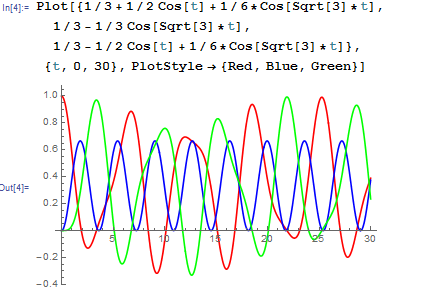 In[4]:= Plot[{1 / 3 + 1 / 2 Cos[t] + 1 / 6 * Cos[Sqrt[3] * t],
1 / 3 - 1 / 3 Cos[Sqrt[3] * t],
1 / 3 - 1 / 2 Cos[t] + 1 / 6 * Cos[Sqrt[3] * t]},
{t, 0, 30}, PlotStyle → {Red, Blue, Green}]
1.0
0.8
0.6
0.4
Out[4]=
0.2
5 10 15 20 25 30
-0.2
-0.4